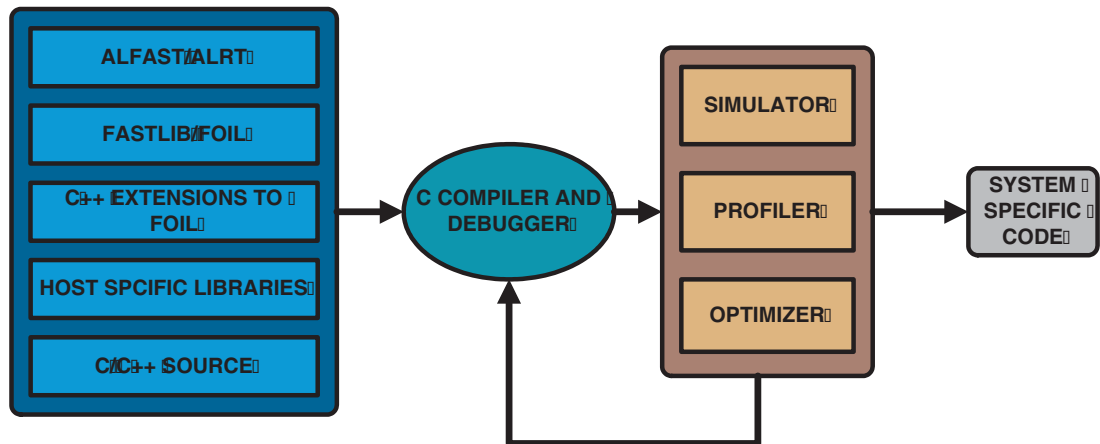 ALFAST/ALRT
FASTLIB/FOIL
C++ EXTENSIONS TO
FOIL
HOST SPCIFIC LIBRARIES
C/C++ SOURCE
C COMPILER AND
DEBUGGER
SIMULATOR
PROFILER
OPTIMIZER
SYSTEM
SPECIFIC
CODE